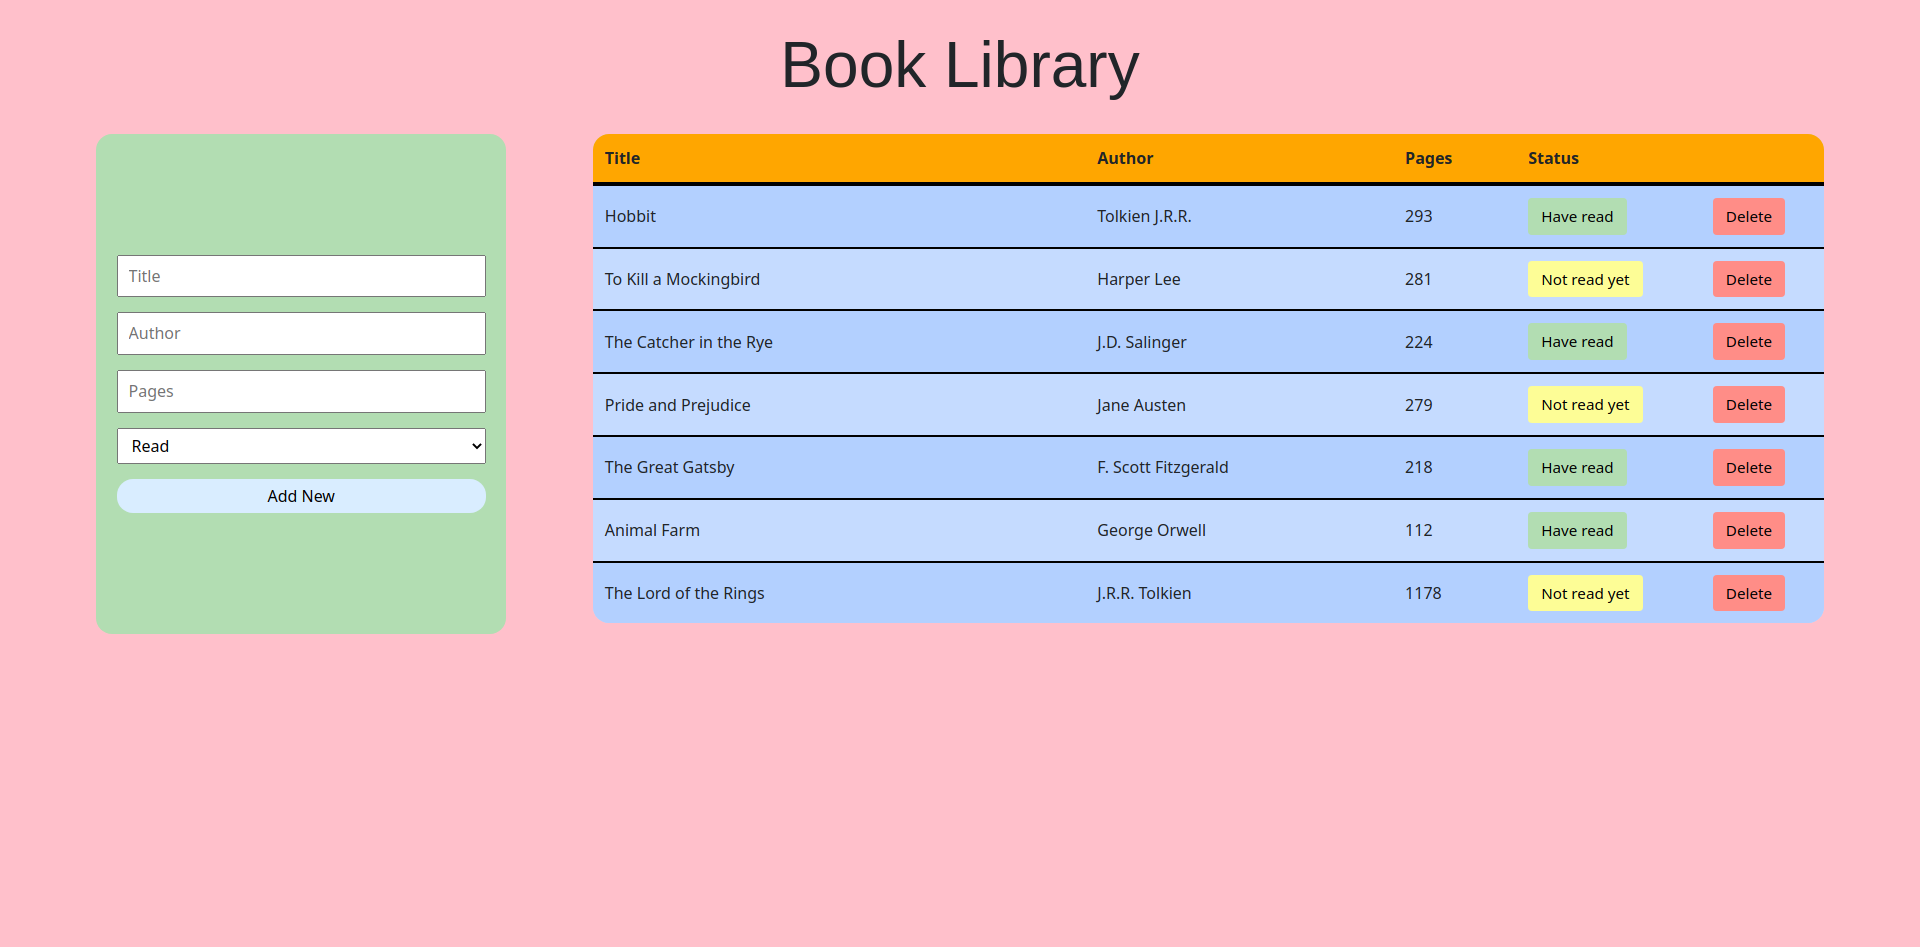 Book Library
Title
Author
Pages
Read
Add New
Title Author Pages Status
Hobbit Tolkien J.R.R. 293 Have read Delete
To Kill a Mockingbird Harper Lee 281 Not read yet Delete
The Catcher in the Rye J.D. Salinger 224 Have read Delete
Pride and Prejudice Jane Austen 279 Not read yet Delete
The Great Gatsby F. Scott Fitzgerald 218 Have read Delete
Animal Farm George Orwell 112 Have read Delete
The Lord of the Rings J.R.R. Tolkien 1178 Not read yet Delete